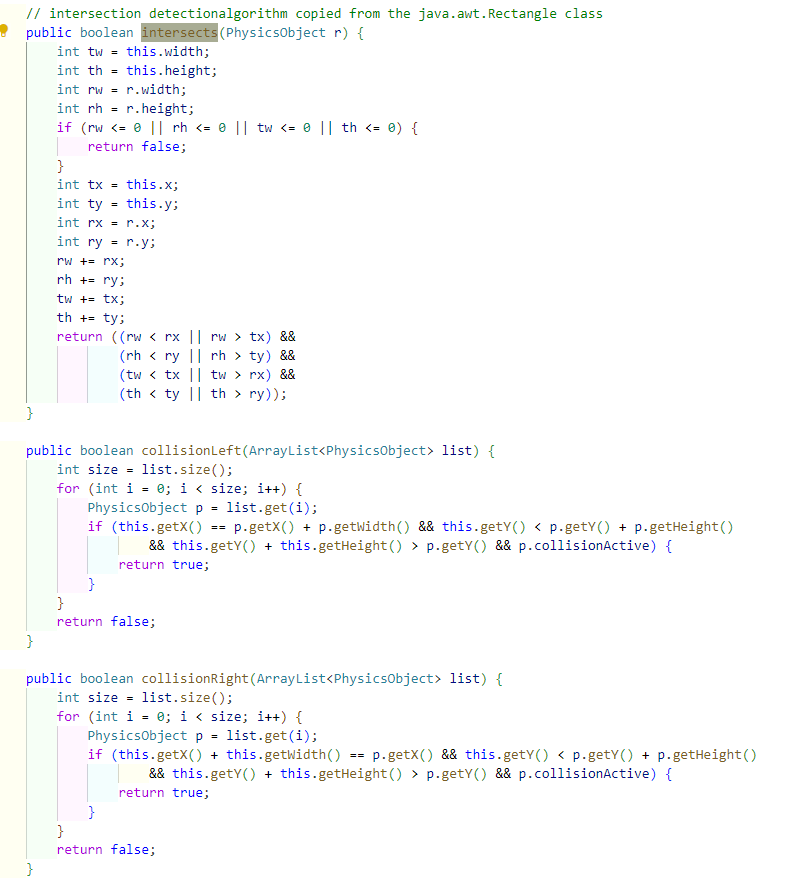 // intersection detectionalgorithm copied from the java.awt.Rectangle class
public boolean intersects(PhysicsObject r) {
    int tw = this.width;
    int th = this.height;
    int rw = r.width;
    int rh = r.height;
    if (rw <= 0 || rh <= 0 || tw <= 0 || th <= 0) {
        return false;
    }
    int tx = this.x;
    int ty = this.y;
    int rx = r.x;
    int ry = r.y;
    rw += rx;
    rh += ry;
    tw += tx;
    th += ty;
    return ((rw < rx || rw > tx) &&
            (rh < ry || rh > ty) &&
            (tw < tx || tw > rx) &&
            (th < ty || th > ry));
}

public boolean collisionLeft(ArrayList<PhysicsObject> list) {
    int size = list.size();
    for (int i = 0; i < size; i++) {
        PhysicsObject p = list.get(i);
        if (this.getX() == p.getX() + p.getWidth() && this.getY() < p.getY() + p.getHeight()
                && this.getY() + this.getHeight() > p.getY() && p.collisionActive) {
            return true;
        }
    }
    return false;
}

public boolean collisionRight(ArrayList<PhysicsObject> list) {
    int size = list.size();
    for (int i = 0; i < size; i++) {
        PhysicsObject p = list.get(i);
        if (this.getX() + this.getWidth() == p.getX() && this.getY() < p.getY() + p.getHeight()
                && this.getY() + this.getHeight() > p.getY() && p.collisionActive) {
            return true;
        }
    }
    return false;
}